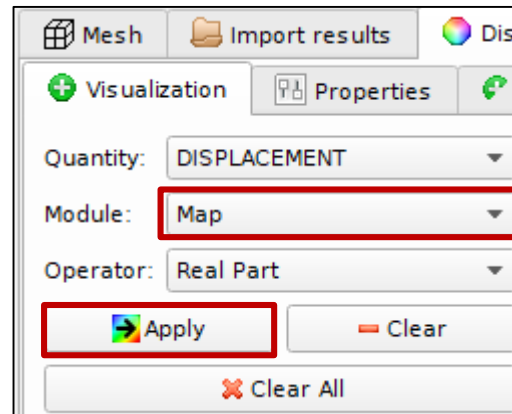 Mesh Import results Dis
Visualization Properties
Quantity: DISPLACEMENT
Module: Map
Operator: Real Part
Apply Clear
Clear All